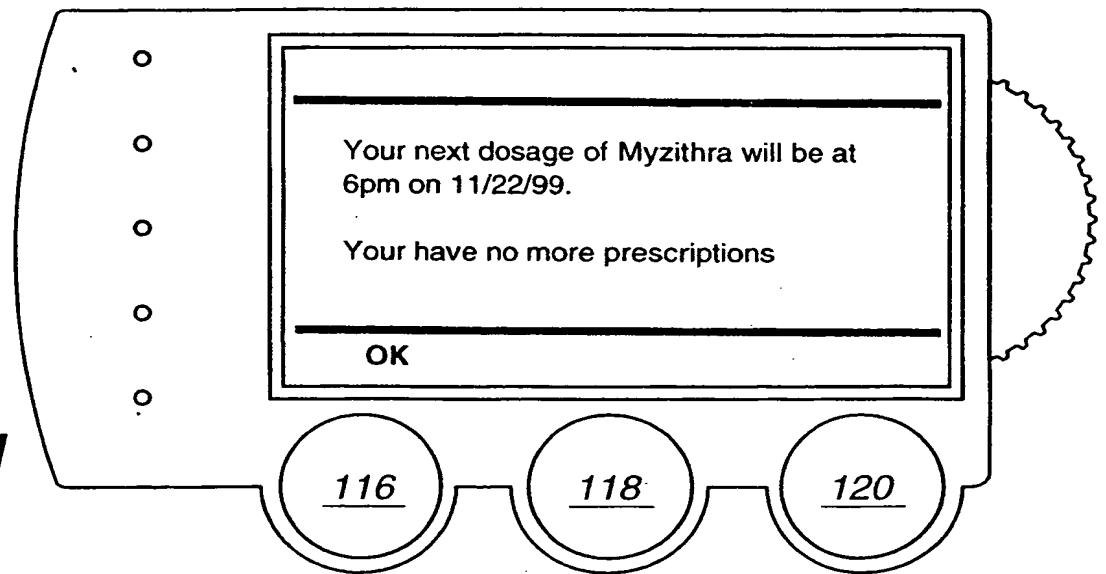 Your next dosage of Myzithra will be at
6pm on 11/22/99.
Your have no more prescriptions
OK
116
118
120